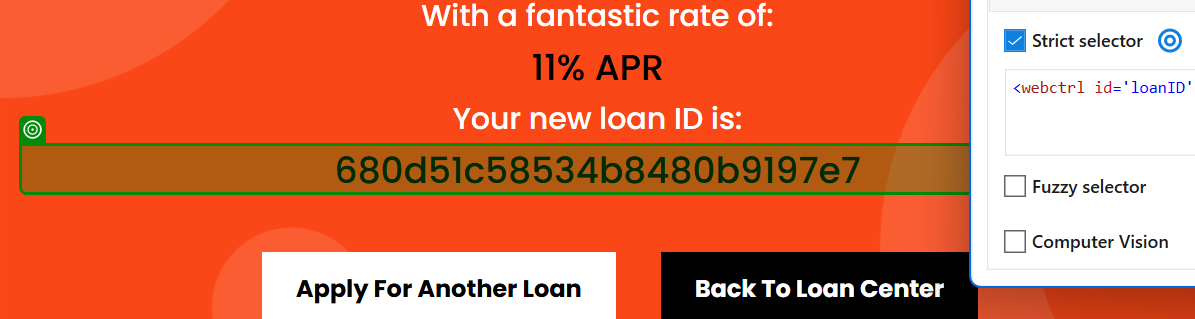 With a fantastic rate of:
11% APR
Your new loan ID is:
680d51c58534b8480b9197e7
Apply For Another Loan
Back To Loan Center
Strict selector
<webctrl id='loanID'
Fuzzy selector
Computer Vision